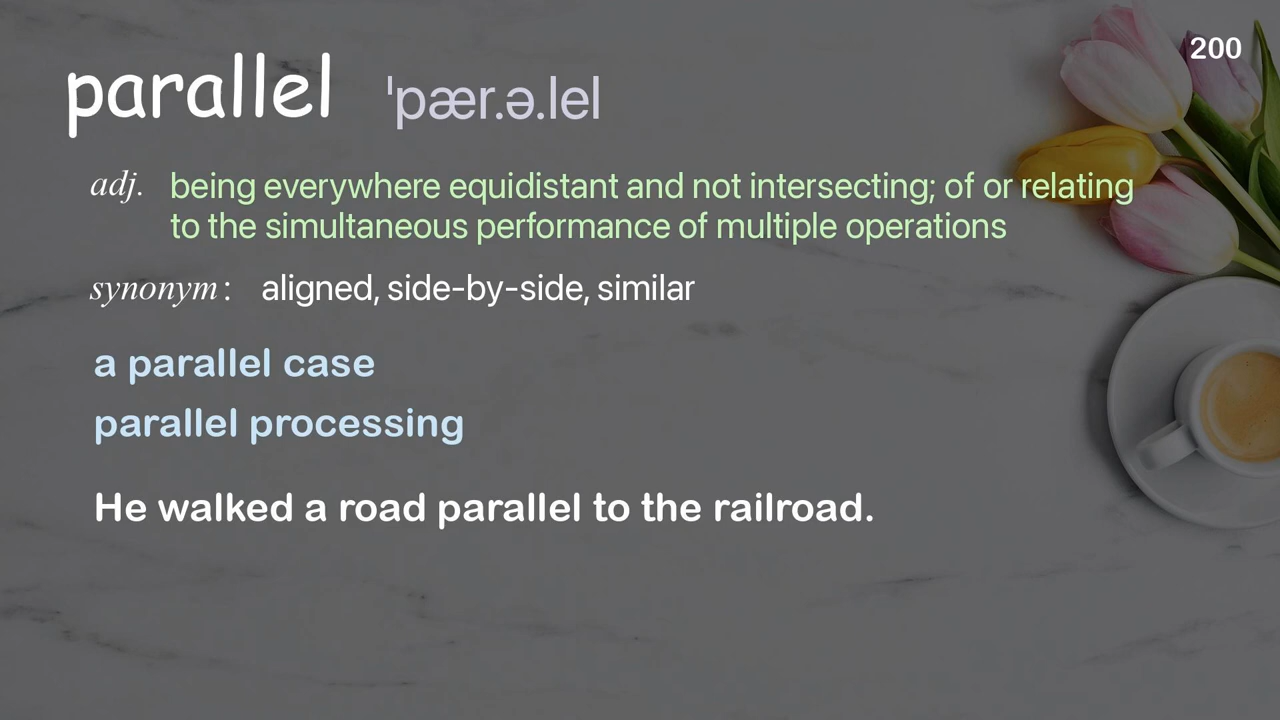 200
parallel ˈpær.ə.lel
adj. being everywhere equidistant and not intersecting; of or relating
to the simultaneous performance of multiple operations
synonym: aligned, side-by-side, similar
a parallel case
parallel processing
He walked a road parallel to the railroad.